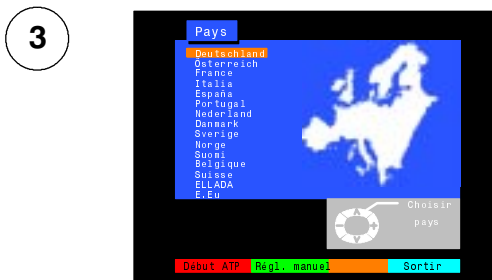 3
Pays
Deutschland
Österreich
France
Italia
España
Portugal
Nederland
Danmark
Sverige
Norge
Suomi
Belgique
Suisse
ELLADA
E.Eu
Choisir
pays
Début ATP
Régl. manuel
Sortir